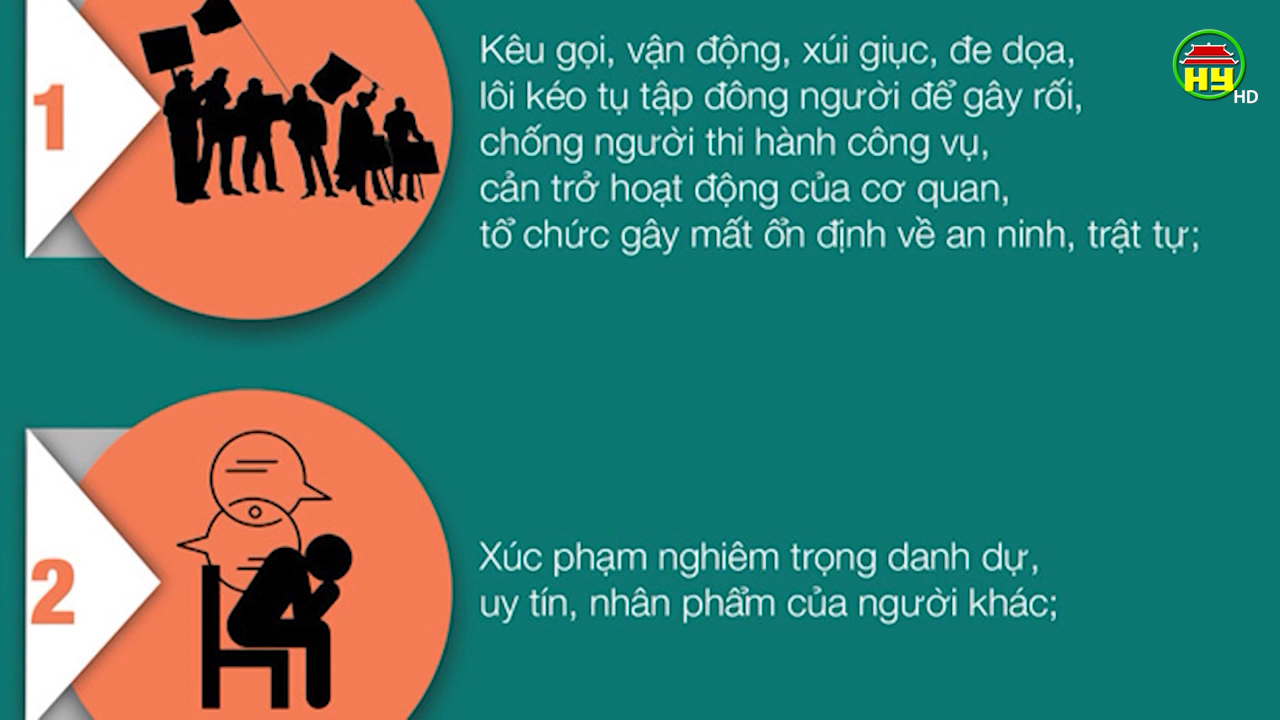 1
Kêu gọi, vận động, xúi giục, đe dọa,
lôi kéo tụ tập đông người để gây rối,
chống người thi hành công vụ,
cản trở hoạt động của cơ quan,
tổ chức gây mất ổn định về an ninh, trật tự;
HY
HD
2
Xúc phạm nghiêm trọng danh dự,
uy tín, nhân phẩm của người khác;